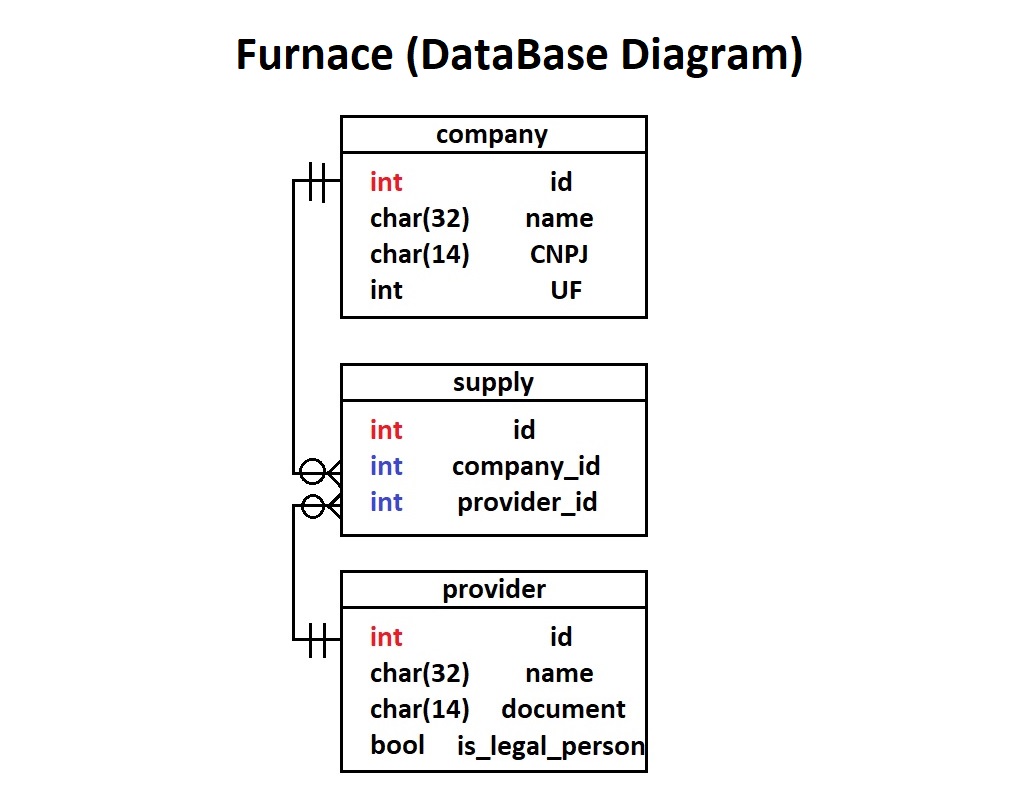 Furnace (DataBase Diagram)
company
int id
char(32) name
char(14) CNPJ
int UF
supply
int id
int company_id
int provider_id
provider
int id
char(32) name
char(14) document
bool is_legal_person